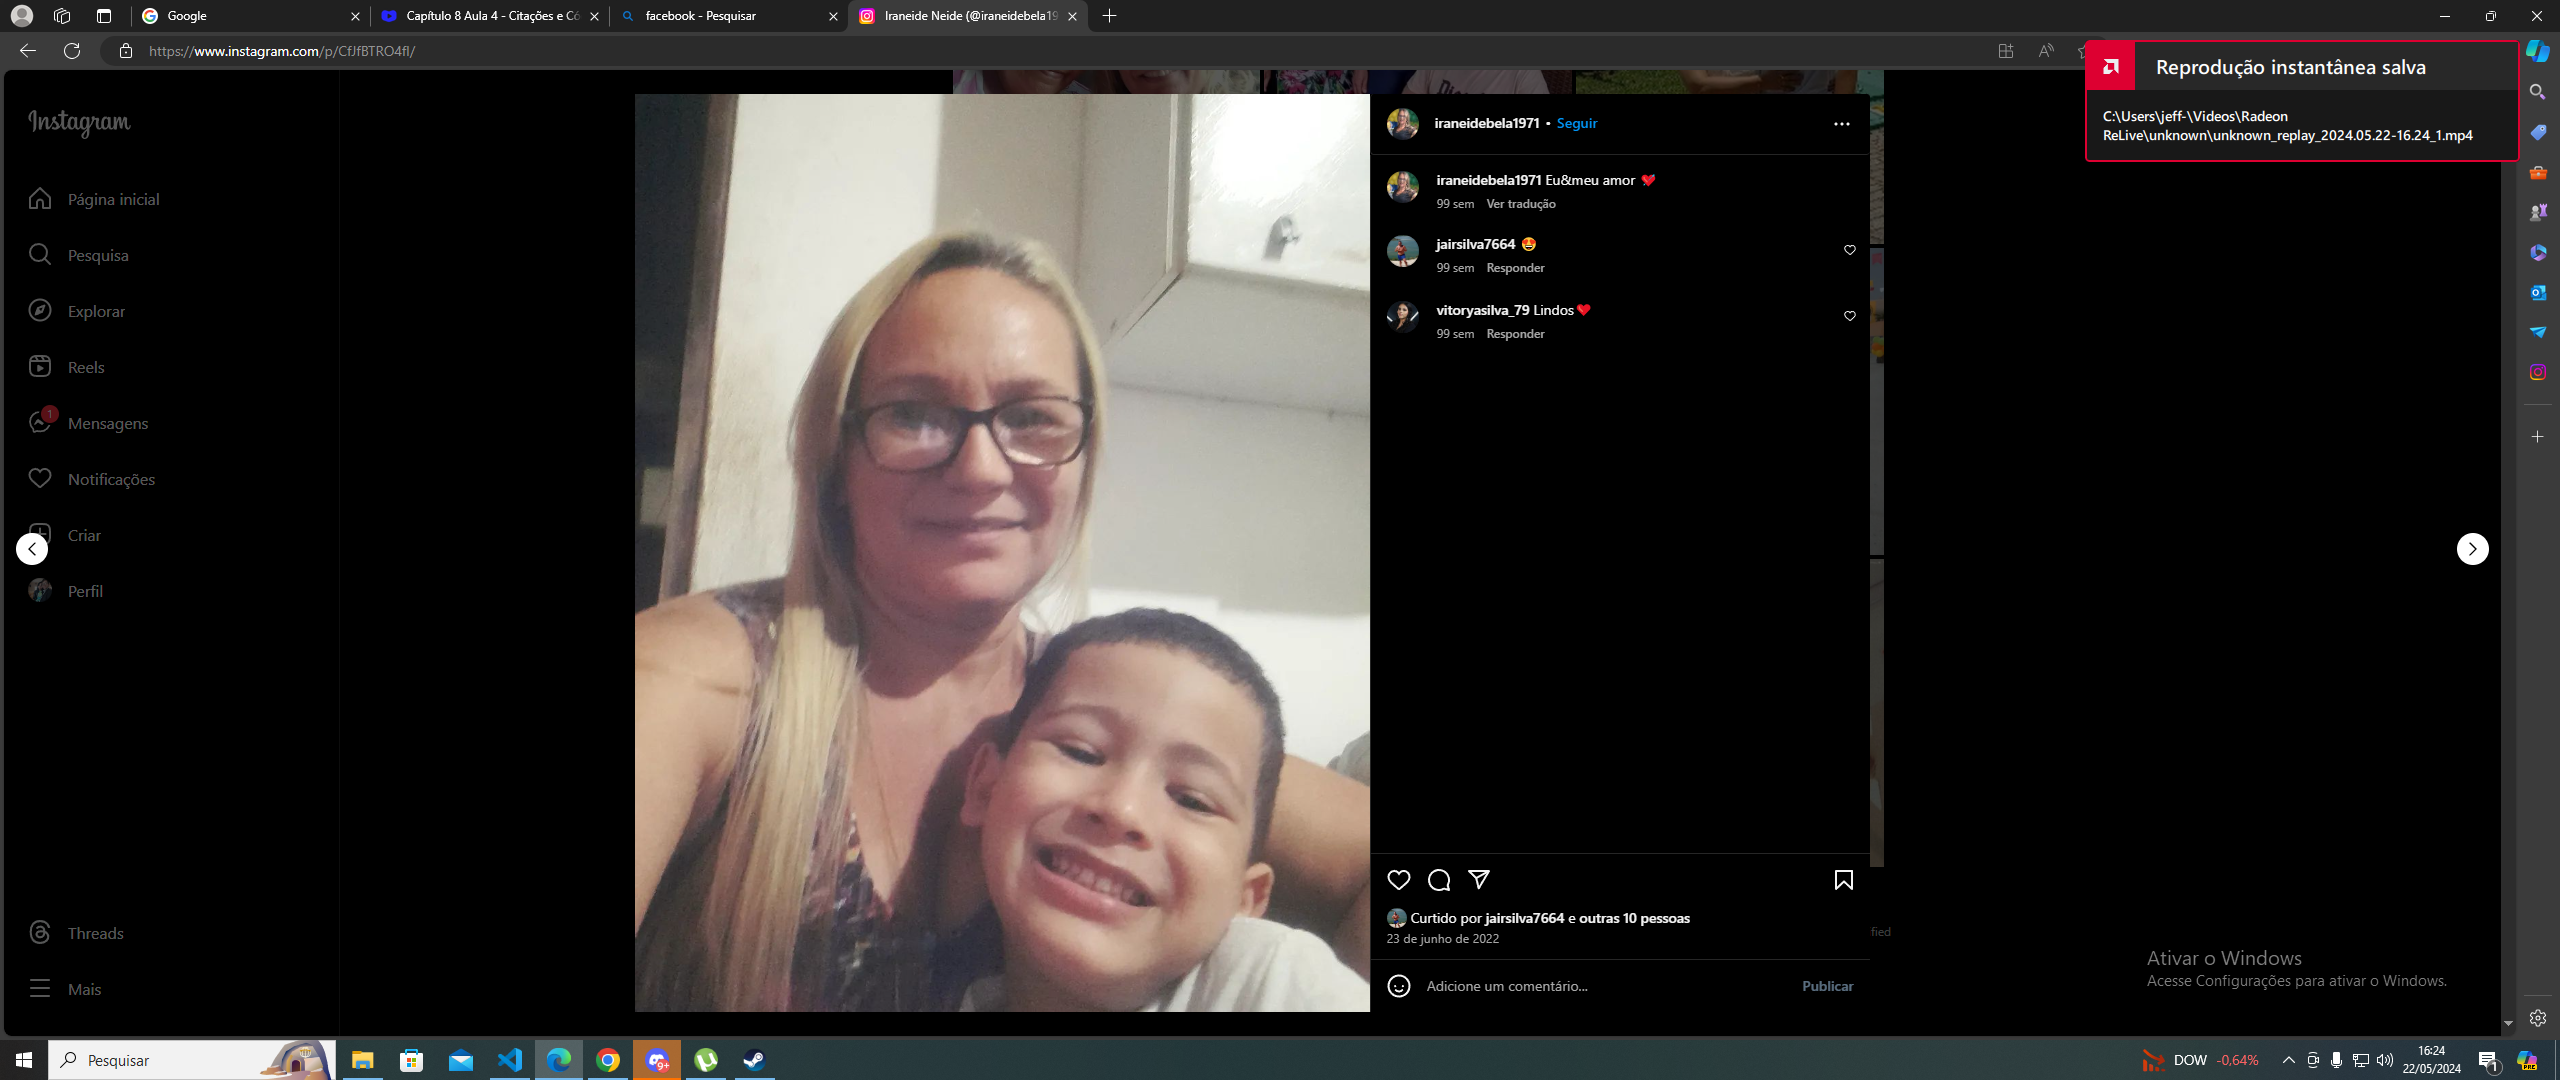 Google
Capítulo 8 Aula 4 - Citações e Có
facebook - Pesquisar
Iraneide Neide (@iraneidebela19
https://www.instagram.com/p/CfJfBTRO4fl/
Reprodução instantânea salva
C:\Users\jeff-\Videos\Radeon
ReLive\unknown\unknown_replay_2024.05.22-16.24_1.mp4
Instagram
Página inicial
Pesquisa
Explorar
Reels
1
Mensagens
Notificações
Criar
Perfil
Threads
Mais
iraneidebela1971 • Seguir
iraneidebela1971 Eu&meu amor 💘
99 sem Ver tradução
jairsilva7664 🤩
99 sem Responder
vitoryasilva_79 Lindos❤️
99 sem Responder
Curtido por jairsilva7664 e outras 10 pessoas
23 de junho de 2022
fied
Adicione um comentário...
Publicar
Ativar o Windows
Acesse Configurações para ativar o Windows.
Pesquisar
9+
DOW -0,64%
16:24
22/05/2024
1
PRE